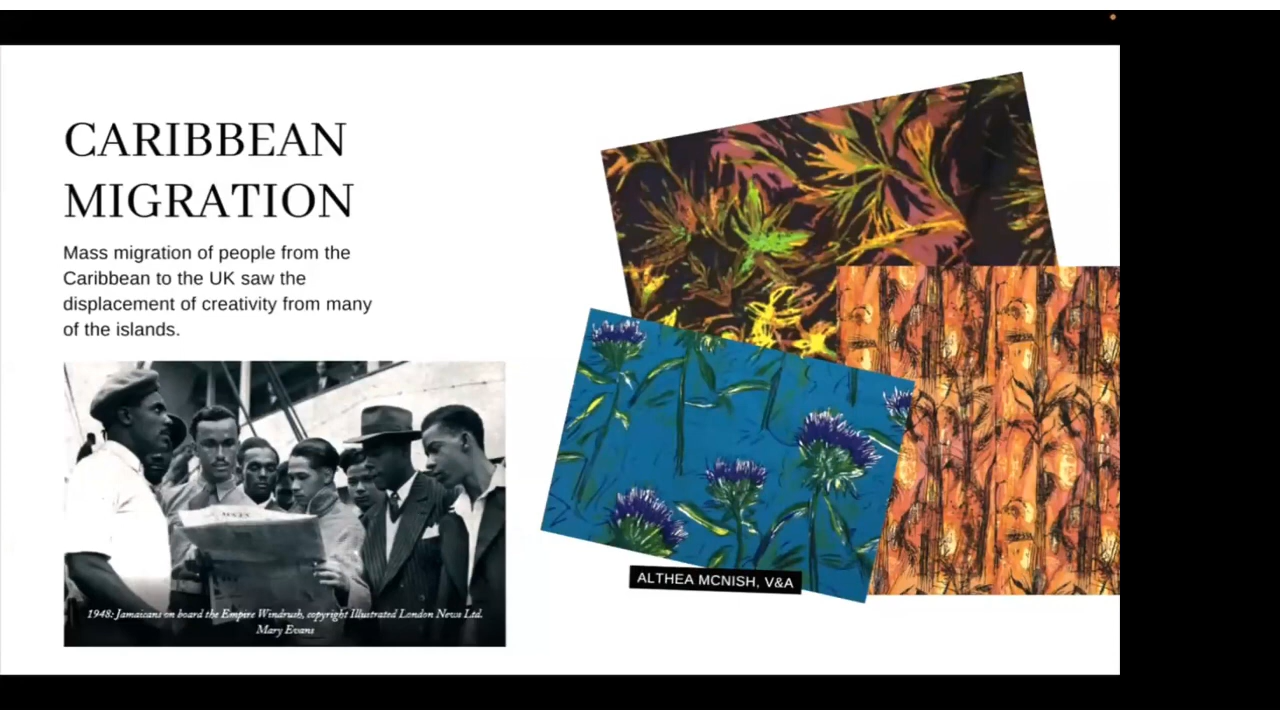 CARIBBEAN
MIGRATION
Mass migration of people from the
Caribbean to the UK saw the
displacement of creativity from many
of the islands.
1948: Jamaicans on board the Empire Windrush, copyright Illustrated London News Ltd.
Mary Evans
ALTHEA MCNISH, V&A